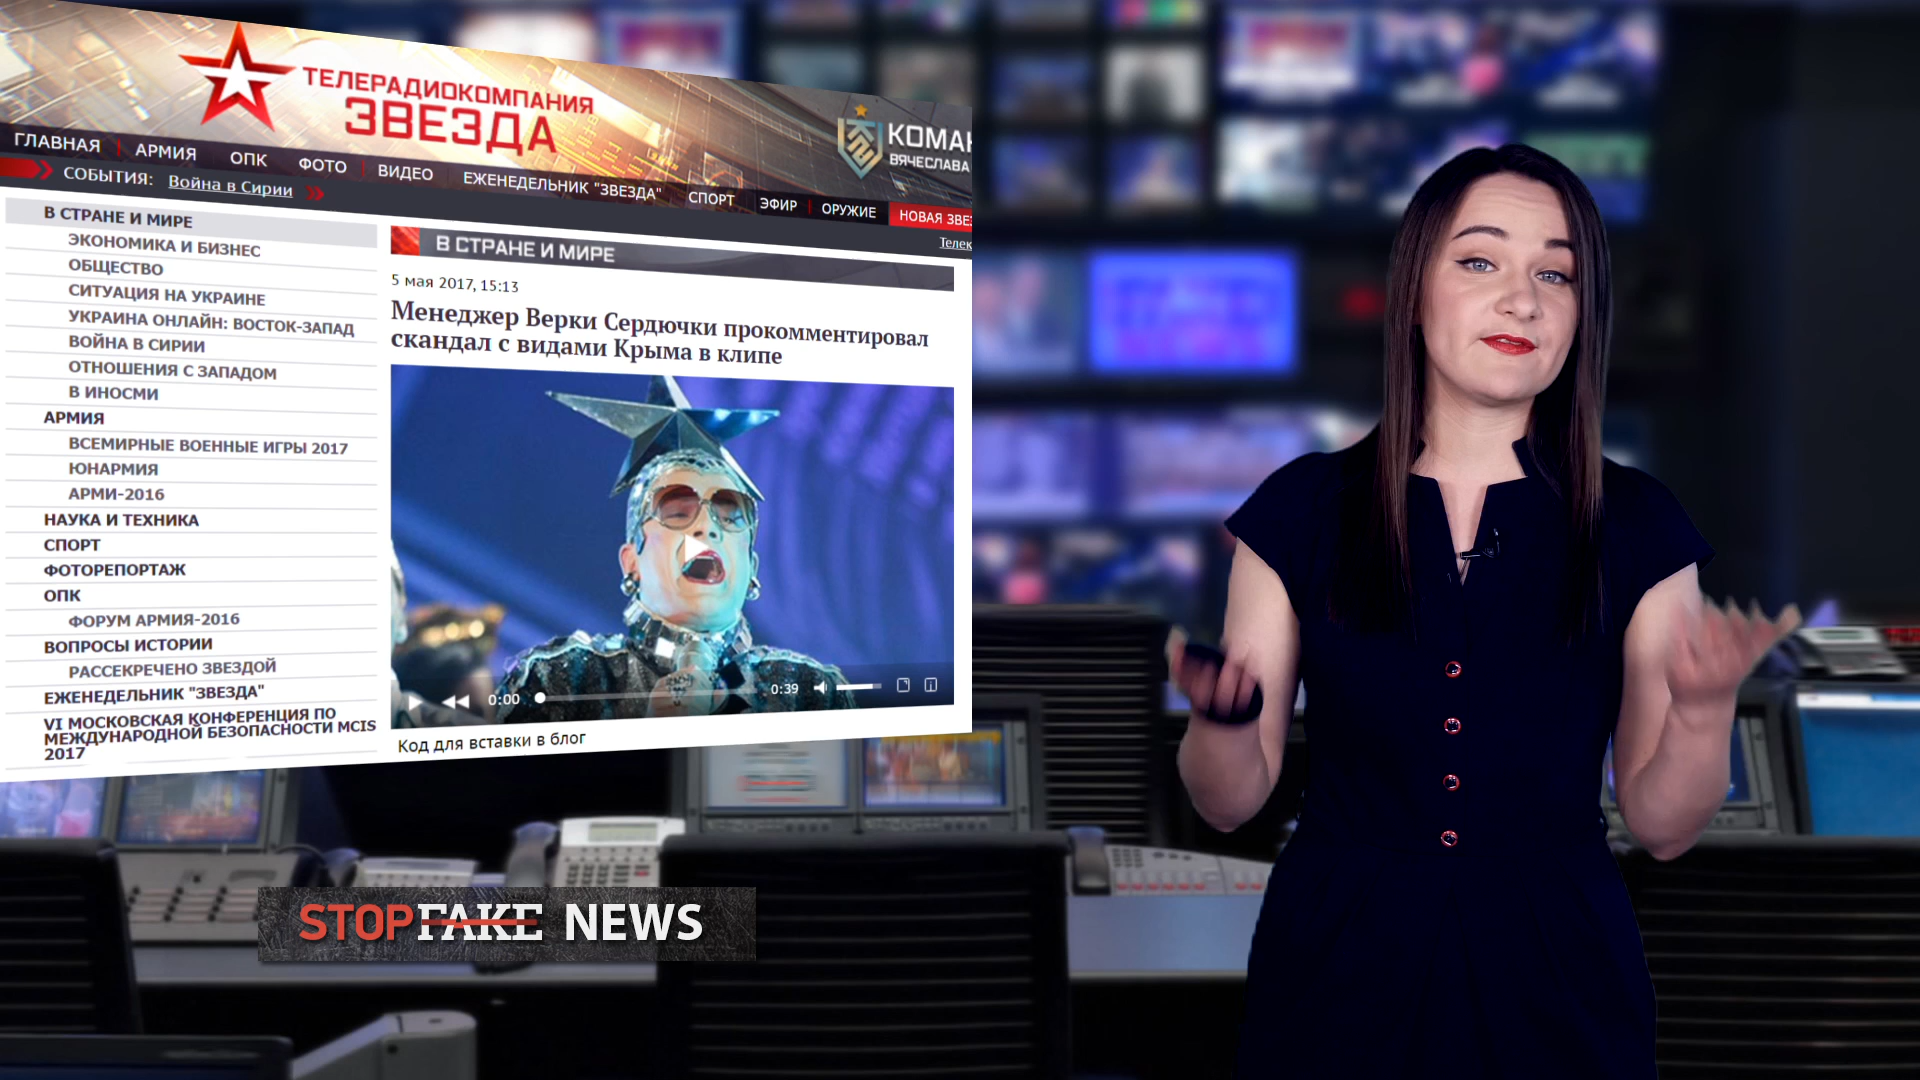 ТЕЛЕРАДИОКОМПАНИЯ
ЗВЕЗДА
ВЯЧЕСЛАВА
ГЛАВНАЯ АРМИЯ ОПК ФОТО ВИДЕО ЕЖЕНЕДЕЛЬНИК "ЗВЕЗДА" СПОРТ ЭФИР ОРУЖИЕ НОВАЯ
СОБЫТИЯ: Война в Сирии
В СТРАНЕ И МИРЕ
ЭКОНОМИКА И БИЗНЕС
ОБЩЕСТВО
СИТУАЦИЯ НА УКРАИНЕ
УКРАИНА ОНЛАЙН: ВОСТОК-ЗАПАД
ВОЙНА В СИРИИ
ОТНОШЕНИЯ С ЗАПАДОМ
В ИНОСМИ
АРМИЯ
ВСЕМИРНЫЕ ВОЕННЫЕ ИГРЫ 2017
ЮНАРМИЯ
АРМИ-2016
НАУКА И ТЕХНИКА
СПОРТ
ФОТОРЕПОРТАЖ
ОПК
ФОРУМ АРМИЯ-2016
ВОПРОСЫ ИСТОРИИ
РАССЕКРЕЧЕНО ЗВЕЗДОЙ
ЕЖЕНЕДЕЛЬНИК "ЗВЕЗДА"
VI МОСКОВСКАЯ КОНФЕРЕНЦИЯ ПО
МЕЖДУНАРОДНОЙ БЕЗОПАСНОСТИ MCIS
2017
В СТРАНЕ И МИРЕ
5 мая 2017, 15:13
Менеджер Верки Сердючки прокомментировал
скандал с видами Крыма в клипе
0:00 0:39
Код для вставки в блог
STOPFAKE NEWS